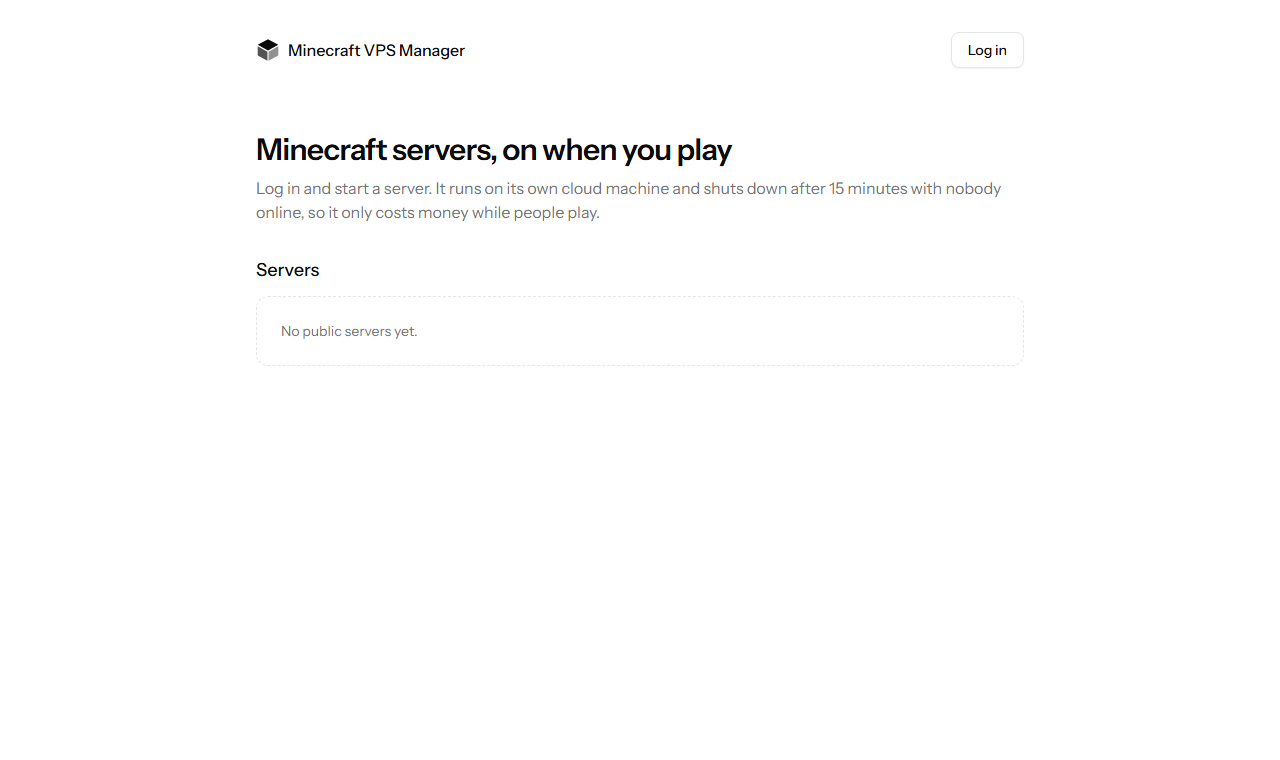 Minecraft VPS Manager
Log in
Minecraft servers, on when you play
Log in and start a server. It runs on its own cloud machine and shuts down after 15 minutes with nobody
online, so it only costs money while people play.
Servers
No public servers yet.